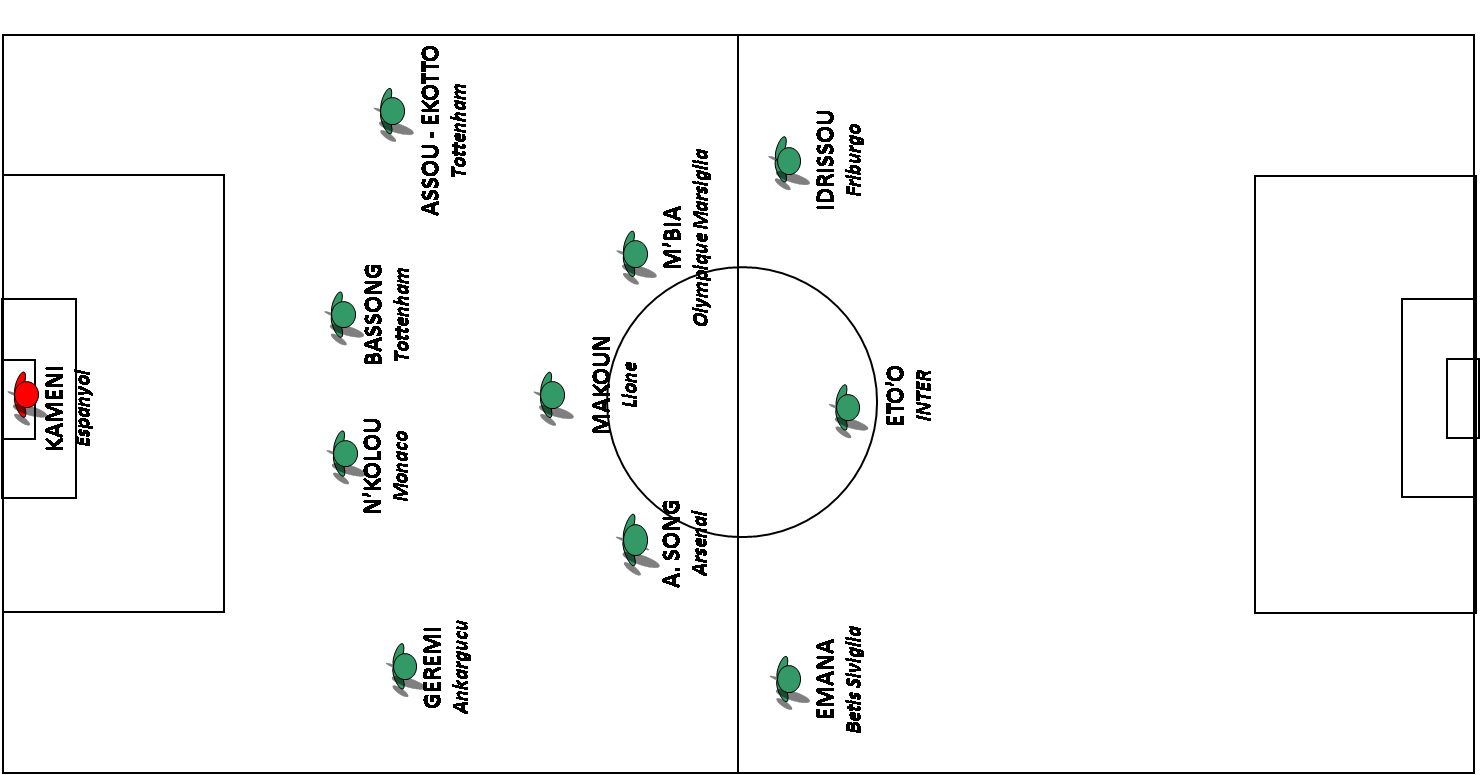 KAMENI
Espanyol
ASSOU - EKOTTO
Tottenham
BASSONG
Tottenham
N'KOLOU
Monaco
GEREMI
Ankargucu
M'BIA
Olympique Marsiglia
MAKOUN
Lione
A. SONG
Arsenal
IDRISSOU
Friburgo
ETO'O
INTER
EMANA
Betis Siviglia